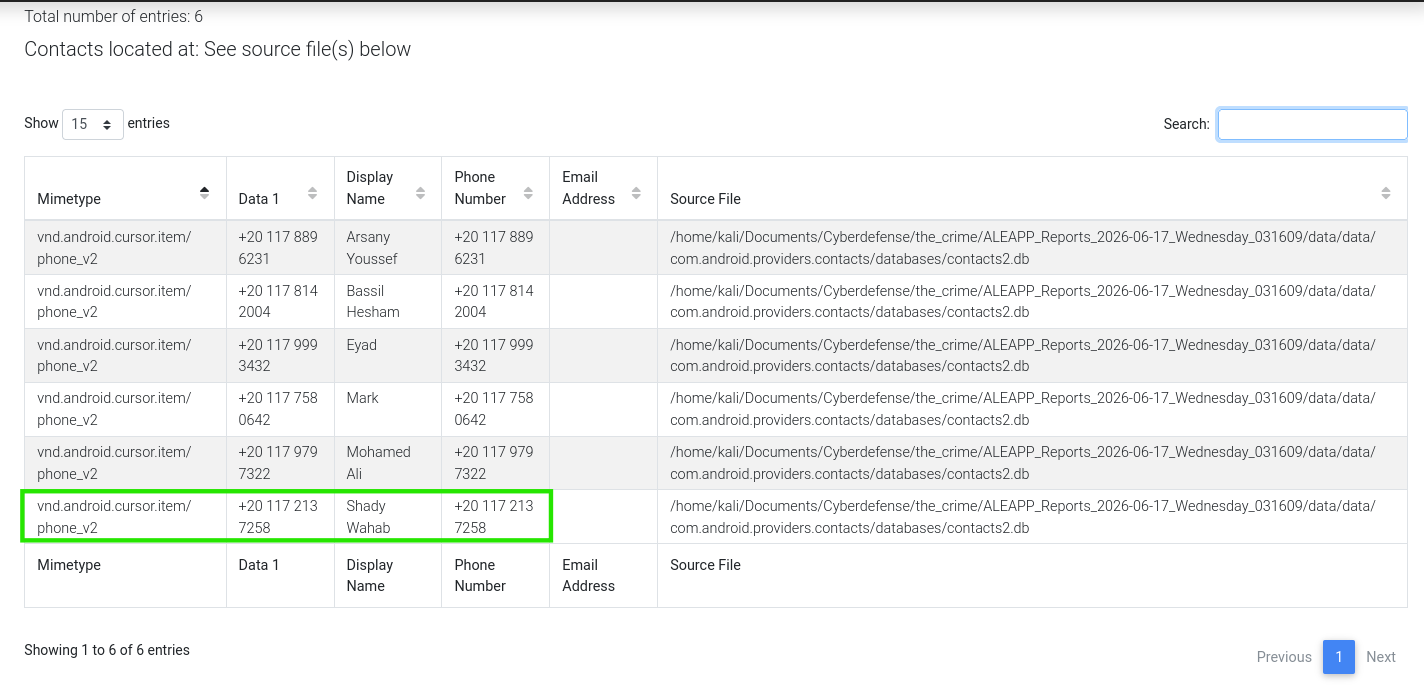 Total number of entries: 6
Contacts located at: See source file(s) below
Show 15 entries
Search:
Mimetype
Data 1
Display
Name
Phone
Number
Email
Address
Source File
vnd.android.cursor.item/
phone_v2
+20 117 889
6231
Arsany
Youssef
+20 117 889
6231
/home/kali/Documents/Cyberdefense/the_crime/ALEAPP_Reports_2026-06-17_Wednesday_031609/data/data/
com.android.providers.contacts/databases/contacts2.db
vnd.android.cursor.item/
phone_v2
+20 117 814
2004
Bassil
Hesham
+20 117 814
2004
/home/kali/Documents/Cyberdefense/the_crime/ALEAPP_Reports_2026-06-17_Wednesday_031609/data/data/
com.android.providers.contacts/databases/contacts2.db
vnd.android.cursor.item/
phone_v2
+20 117 999
3432
Eyad
+20 117 999
3432
/home/kali/Documents/Cyberdefense/the_crime/ALEAPP_Reports_2026-06-17_Wednesday_031609/data/data/
com.android.providers.contacts/databases/contacts2.db
vnd.android.cursor.item/
phone_v2
+20 117 758
0642
Mark
+20 117 758
0642
/home/kali/Documents/Cyberdefense/the_crime/ALEAPP_Reports_2026-06-17_Wednesday_031609/data/data/
com.android.providers.contacts/databases/contacts2.db
vnd.android.cursor.item/
phone_v2
+20 117 979
7322
Mohamed
Ali
+20 117 979
7322
/home/kali/Documents/Cyberdefense/the_crime/ALEAPP_Reports_2026-06-17_Wednesday_031609/data/data/
com.android.providers.contacts/databases/contacts2.db
vnd.android.cursor.item/
phone_v2
+20 117 213
7258
Shady
Wahab
+20 117 213
7258
/home/kali/Documents/Cyberdefense/the_crime/ALEAPP_Reports_2026-06-17_Wednesday_031609/data/data/
com.android.providers.contacts/databases/contacts2.db
Mimetype
Data 1
Display
Name
Phone
Number
Email
Address
Source File
Showing 1 to 6 of 6 entries
Previous 1 Next